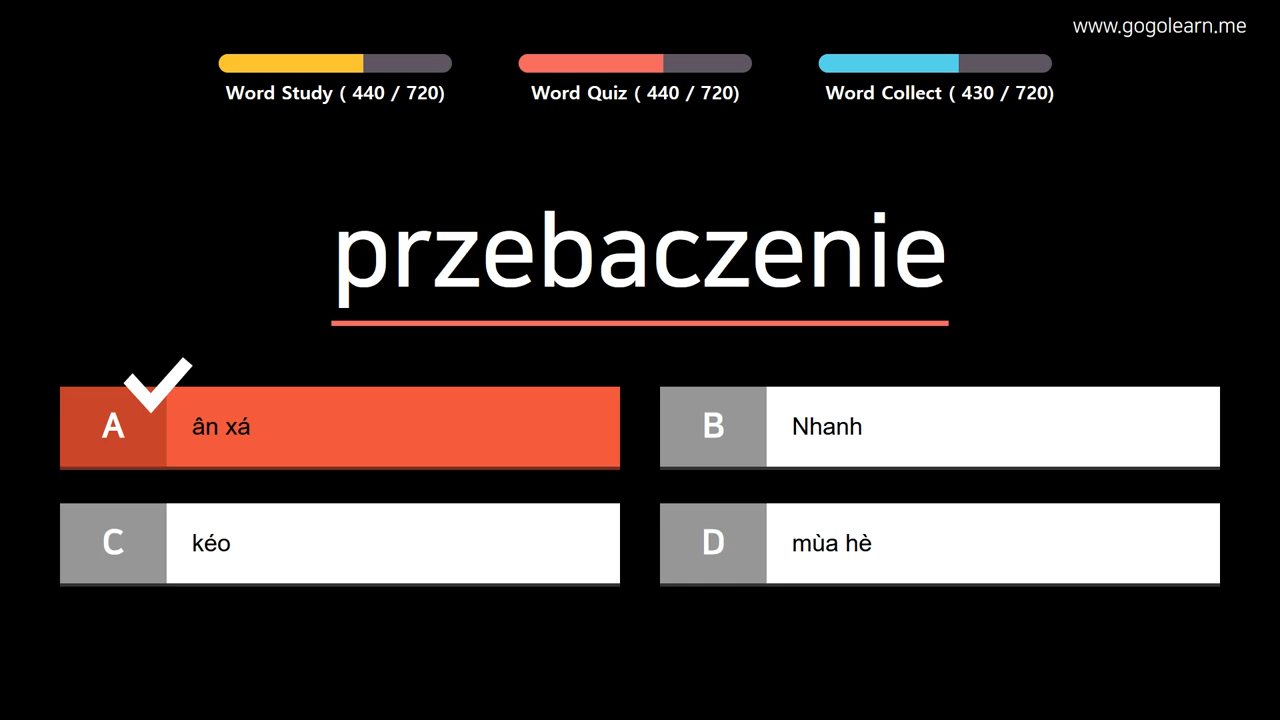 www.gogolearn.me
Word Study ( 440 / 720)
Word Quiz ( 440 / 720)
Word Collect ( 430 / 720)
przebaczenie
A ân xá
B Nhanh
C kéo
D mùa hè